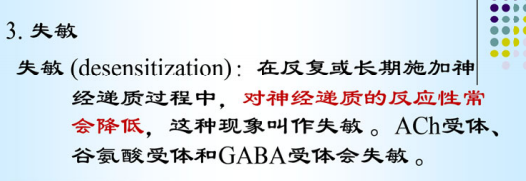 3. 失敏
失敏 (desensitization)：在反复或长期施加神
经递质过程中，对神经递质的反应性常
会降低，这种现象叫作失敏。ACh受体、
谷氨酸受体和GABA受体会失敏。